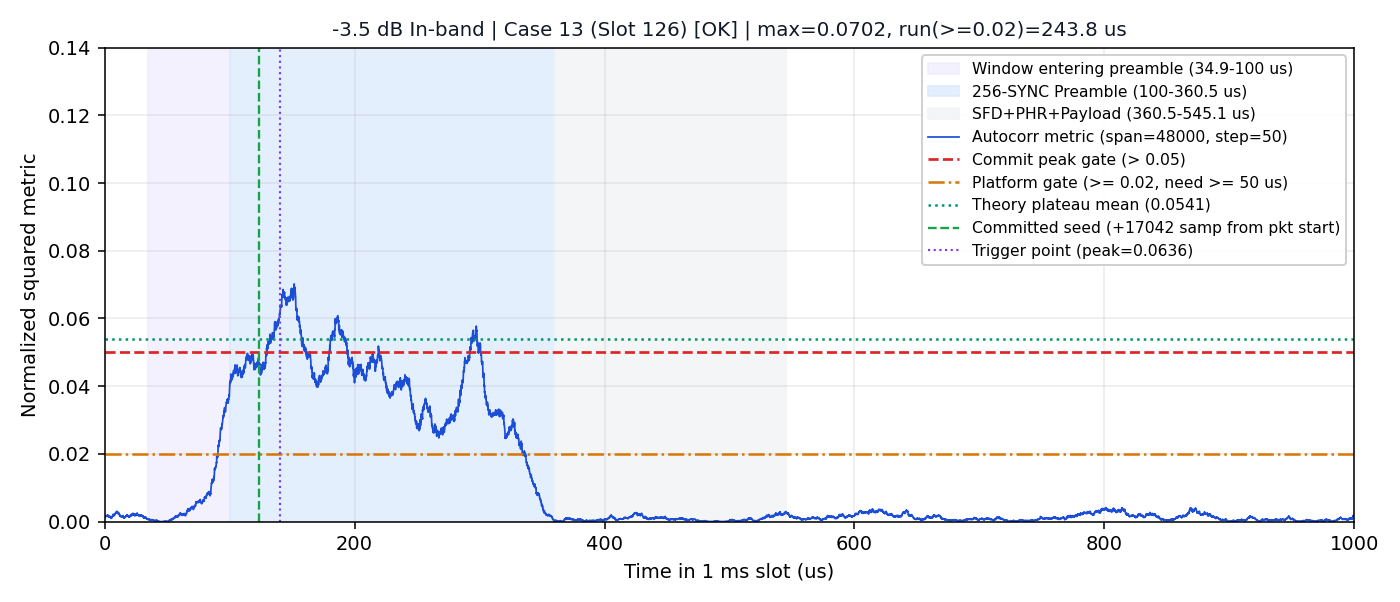 -3.5 dB In-band | Case 13 (Slot 126) [OK] | max=0.0702, run(>=0.02)=243.8 us
Normalized squared metric
0.14
0.12
0.10
0.08
0.06
0.04
0.02
0.00
Window entering preamble (34.9-100 us)
256-SYNC Preamble (100-360.5 us)
SFD+PHR+Payload (360.5-545.1 us)
Autocorr metric (span=48000, step=50)
Commit peak gate (> 0.05)
Platform gate (>= 0.02, need >= 50 us)
Theory plateau mean (0.0541)
Committed seed (+17042 samp from pkt start)
Trigger point (peak=0.0636)
0 200 400 600 800 1000
Time in 1 ms slot (us)